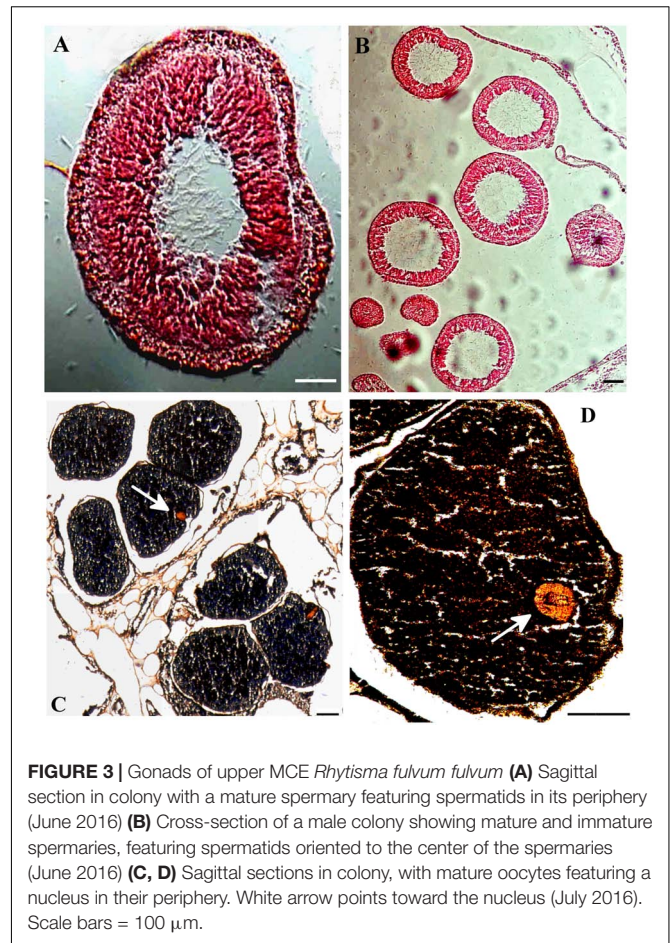 A
B
C
D
FIGURE 3 | Gonads of upper MCE Rhytisma fulvum fulvum (A) Sagittal
section in colony with a mature spermary featuring spermatids in its periphery
(June 2016) (B) Cross-section of a male colony showing mature and immature
spermaries, featuring spermatids oriented to the center of the spermaries
(June 2016) (C, D) Sagittal sections in colony, with mature oocytes featuring a
nucleus in their periphery. White arrow points toward the nucleus (July 2016).
Scale bars = 100 μm.